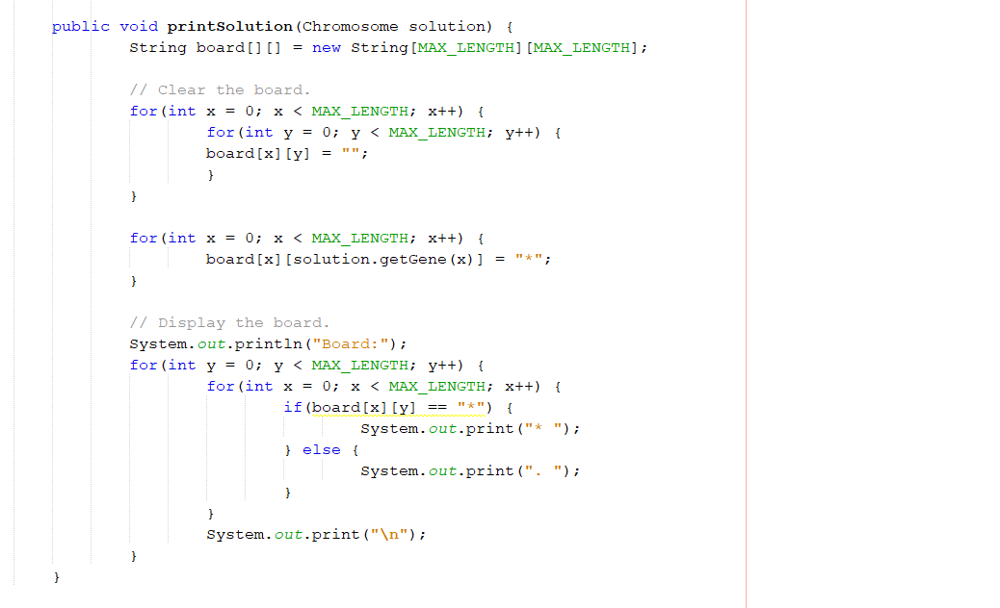 public void printSolution(Chromosome solution) {
String board[][] = new String[MAX_LENGTH][MAX_LENGTH];
// Clear the board.
for(int x = 0; x < MAX_LENGTH; x++) {
for(int y = 0; y < MAX_LENGTH; y++) {
board[x][y] = "";
}
}
for(int x = 0; x < MAX_LENGTH; x++) {
board[x][solution.getGene(x)] = "*";
}
// Display the board.
System.out.println("Board:");
for(int y = 0; y < MAX_LENGTH; y++) {
for(int x = 0; x < MAX_LENGTH; x++) {
if(board[x][y] == "*") {
System.out.print("* ");
} else {
System.out.print(". ");
}
}
System.out.print("\n");
}
}